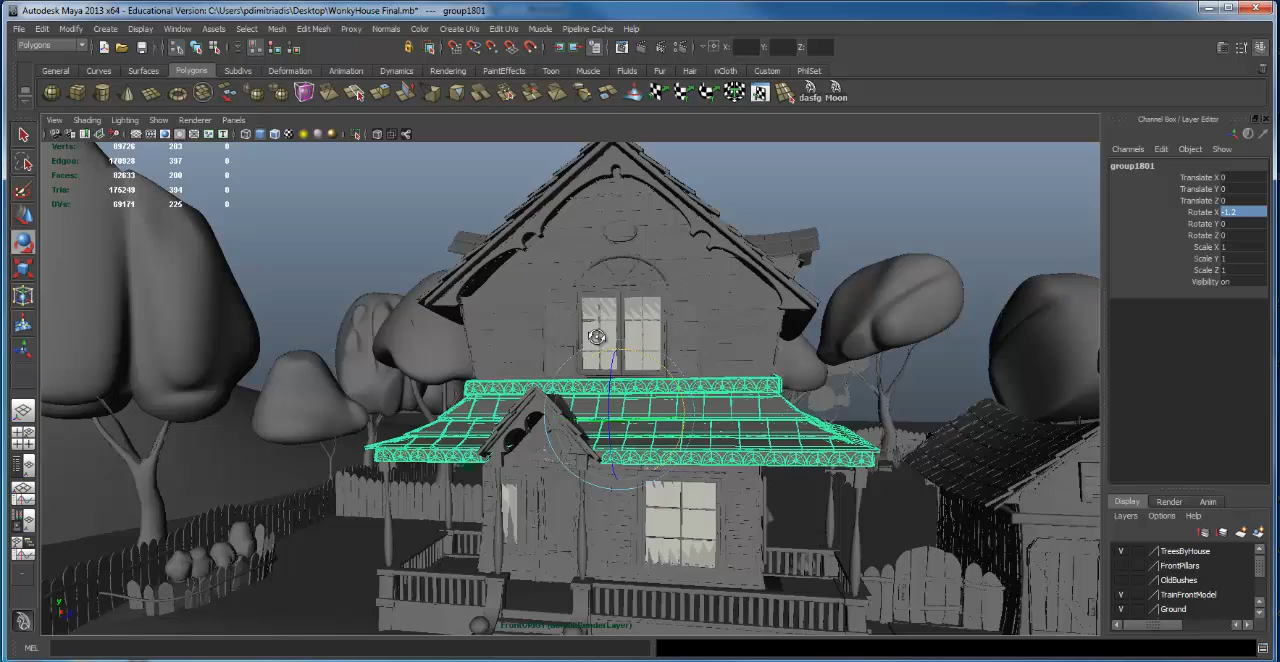 Autodesk Maya 2013 x64 - Educational Version: C:\Users\pdimitriadis\Desktop\WonkyHouse Final.mb* --- group1801
File Edit Modify Create Display Window Assets Select Mesh Edit Mesh Proxy Normals Color Create UVs Edit UVs Muscle Pipeline Cache Help
Polygons X: Y: Z:
General Curves Surfaces Polygons Subdivs Deformation Animation Dynamics Rendering PaintEffects Toon Muscle Fluids Fur Hair nCloth Custom PhilSet
dasfg Moon
View Shading Lighting Show Renderer Panels
Channel Box / Layer Editor
Channels Edit Object Show
Verts: 89726 203 0
Edges: 170928 397 0
Faces: 82633 200 0
Tris: 175249 394 0
UVs: 69171 225 0
group1801
Translate X 0
Translate Y 0
Translate Z 0
Rotate X -1.2
Rotate Y 0
Rotate Z 0
Scale X 1
Scale Y 1
Scale Z 1
Visibility on
Display Render Anim
Layers Options Help
V TreesByHouse
FrontPillars
OldBushes
V TrainFrontModel
V Ground
y
MEL